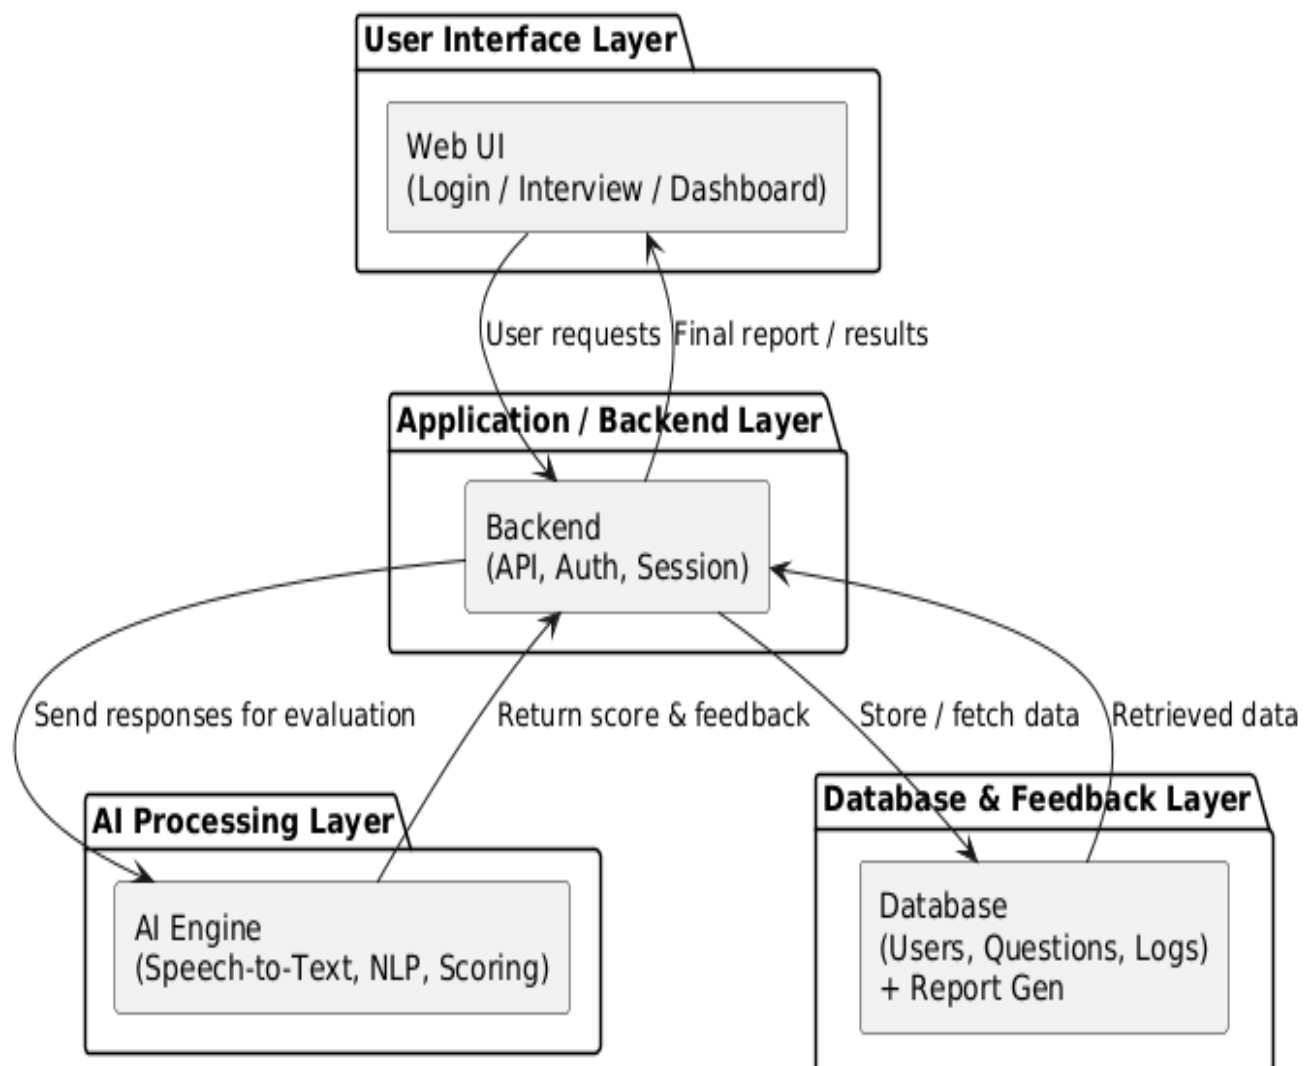 User Interface Layer
Web UI
(Login / Interview / Dashboard)
User requests
Final report / results
Application / Backend Layer
Backend
(API, Auth, Session)
Send responses for evaluation
Return score & feedback
Store / fetch data
Retrieved data
AI Processing Layer
AI Engine
(Speech-to-Text, NLP, Scoring)
Database & Feedback Layer
Database
(Users, Questions, Logs)
+ Report Gen